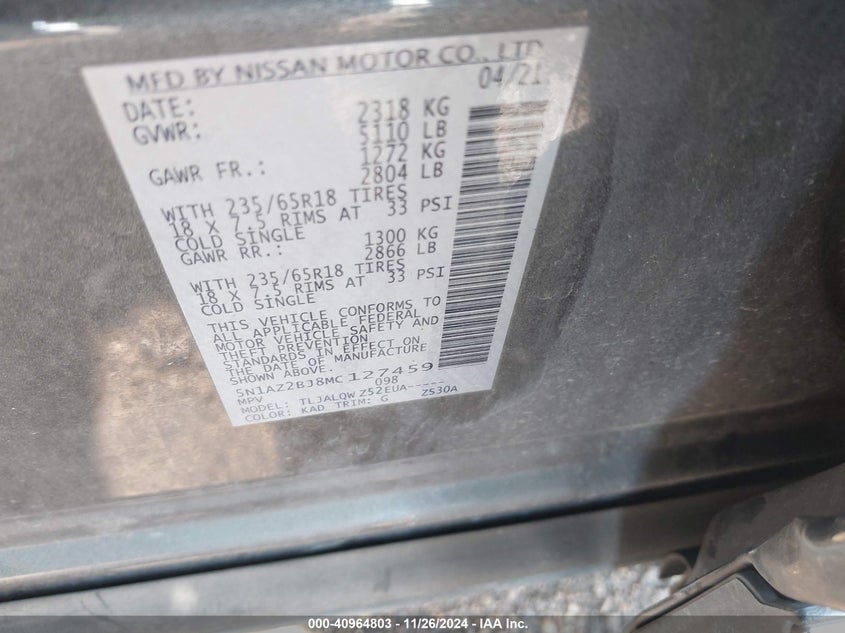 MFD BY NISSAN MOTOR CO., LTD
DATE: 04/21
GVWR: 2318 KG
5110 LB
GAWR FR.: 1272 KG
2804 LB
WITH 235/65R18 TIRES
18 X 7.5 RIMS AT 33 PSI
COLD SINGLE
GAWR RR.: 1300 KG
2866 LB
WITH 235/65R18 TIRES
18 X 7.5 RIMS AT 33 PSI
COLD SINGLE
THIS VEHICLE CONFORMS TO
ALL APPLICABLE FEDERAL
MOTOR VEHICLE SAFETY AND
THEFT PREVENTION
STANDARDS IN EFFECT ON
THE DATE OF MANUFACTURE
SHOWN ABOVE.
5N1AZ2BJ8MC127459
MPV 098
MODEL: TLJALQW Z52EUA-----
COLOR: KAD TRIM: G Z530A
000-40964803 - 11/26/2024 - IAA Inc.